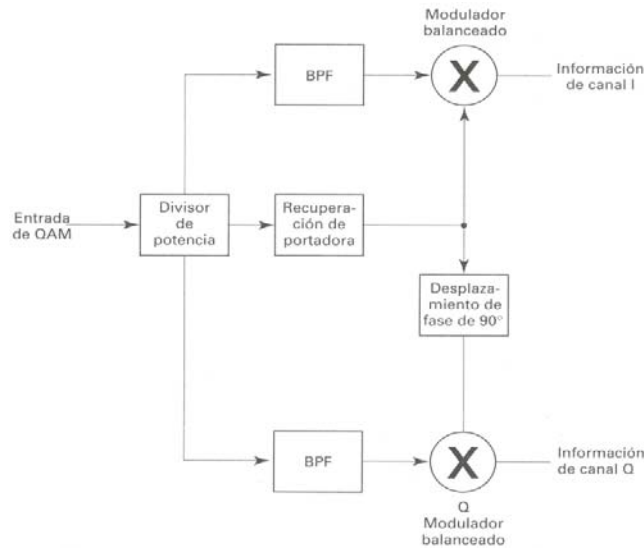 Modulador
balanceado
BPF
X
Información
de canal I
Entrada
de QAM
Divisor
de
potencia
Recupera-
ción de
portadora
Desplaza-
miento de
fase de 90°
BPF
X
Información
de canal Q
Q
Modulador
balanceado